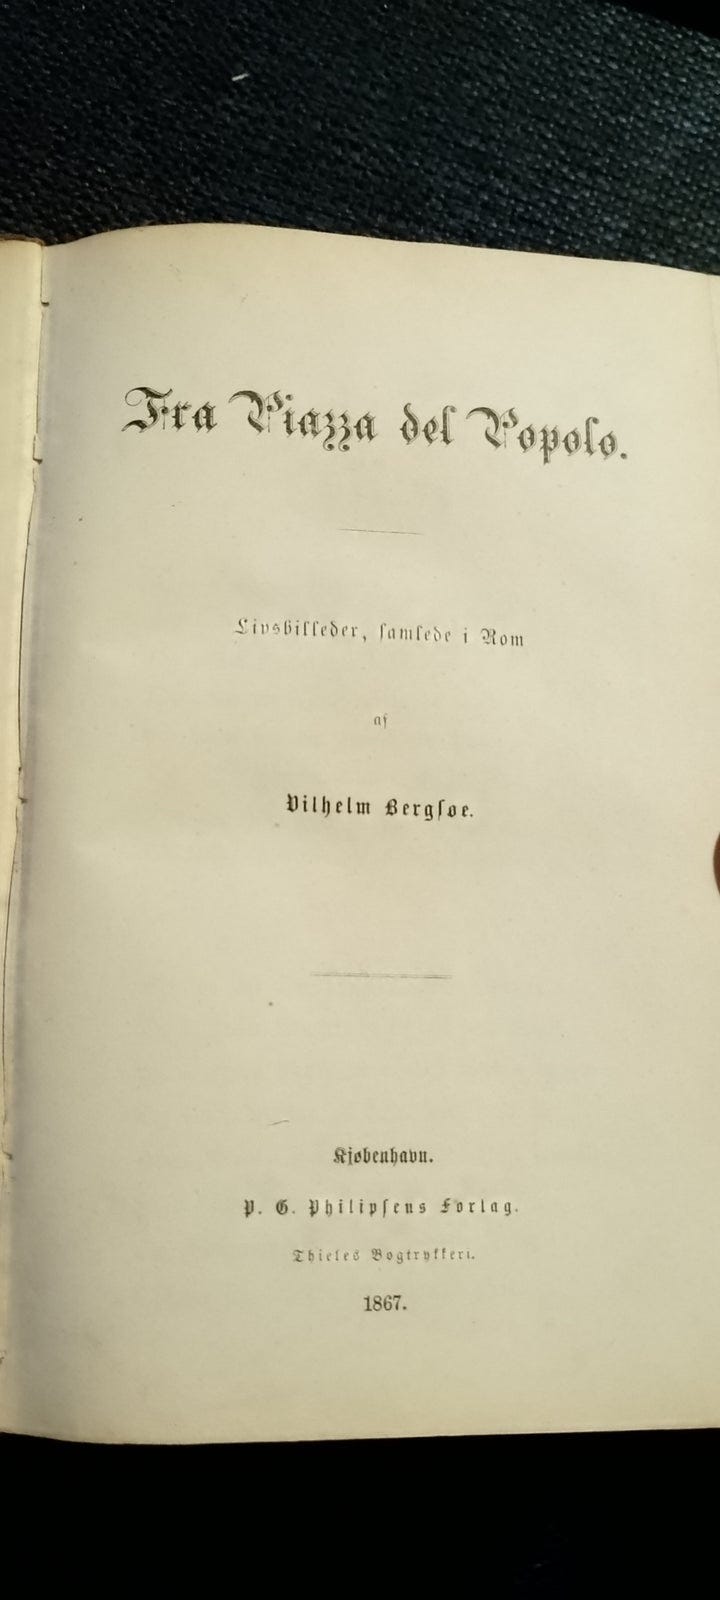 Fra Piazza del Popolo.
Livsbilleder, samlede i Rom
af
Vilhelm Bergsøe.
Kjøbenhavn.
P. G. Philipsens Forlag.
Thieles Bogtrykkeri.
1867.